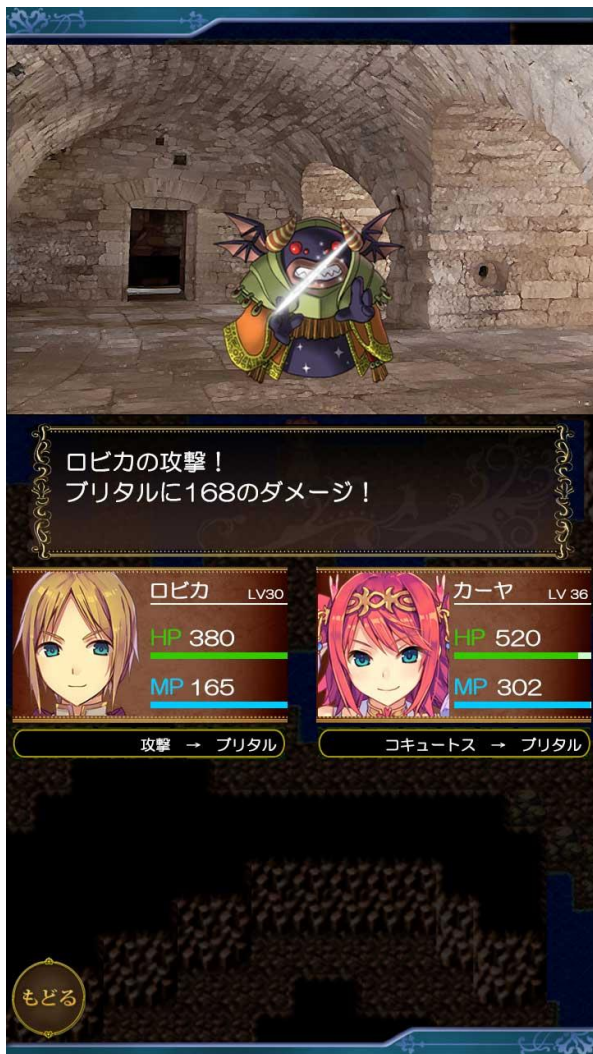 ロビカの攻撃！
ブリタルに168のダメージ！
ロビカ LV30
HP 380
MP 165
攻撃 → ブリタル
カーヤ LV 36
HP 520
MP 302
コキュートス → ブリタル
もどる